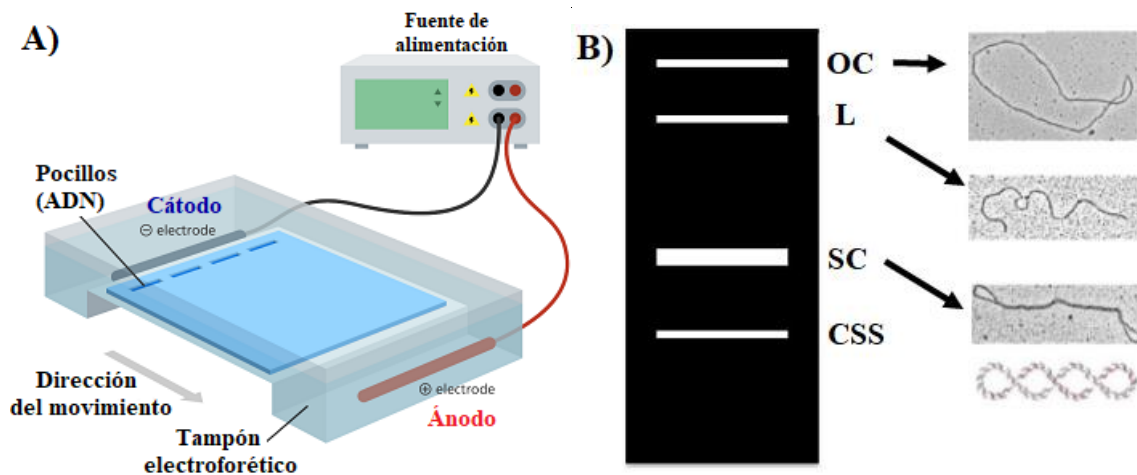 A)
Fuente de
alimentación
Pocillos
(ADN)
Cátodo
⊖ electrode
Dirección
del movimiento
⊕ electrode
Ánodo
Tampón
electroforético
B)
OC
L
SC
CSS